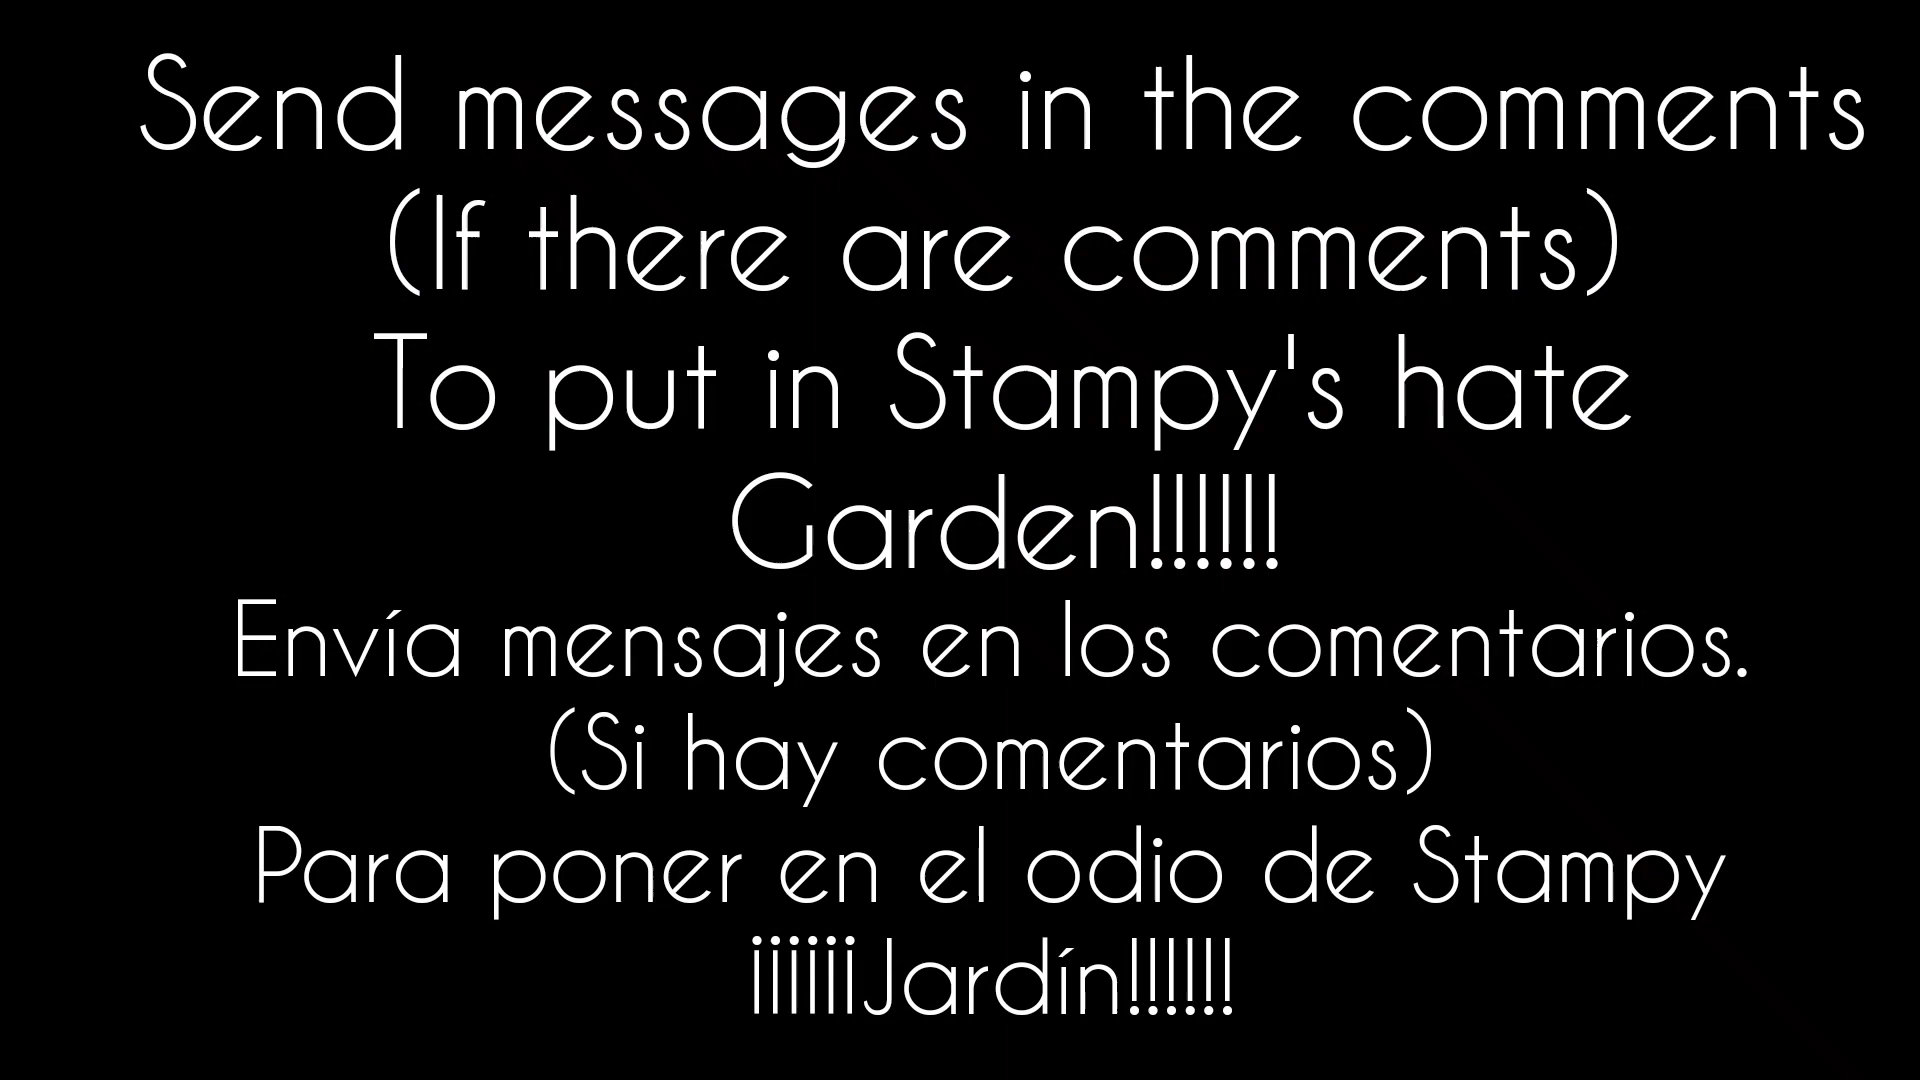 Send messages in the comments
(If there are comments)
To put in Stampy's hate
Garden!!!!!!
Envía mensajes en los comentarios.
(Si hay comentarios)
Para poner en el odio de Stampy
¡¡¡¡¡¡Jardín!!!!!!